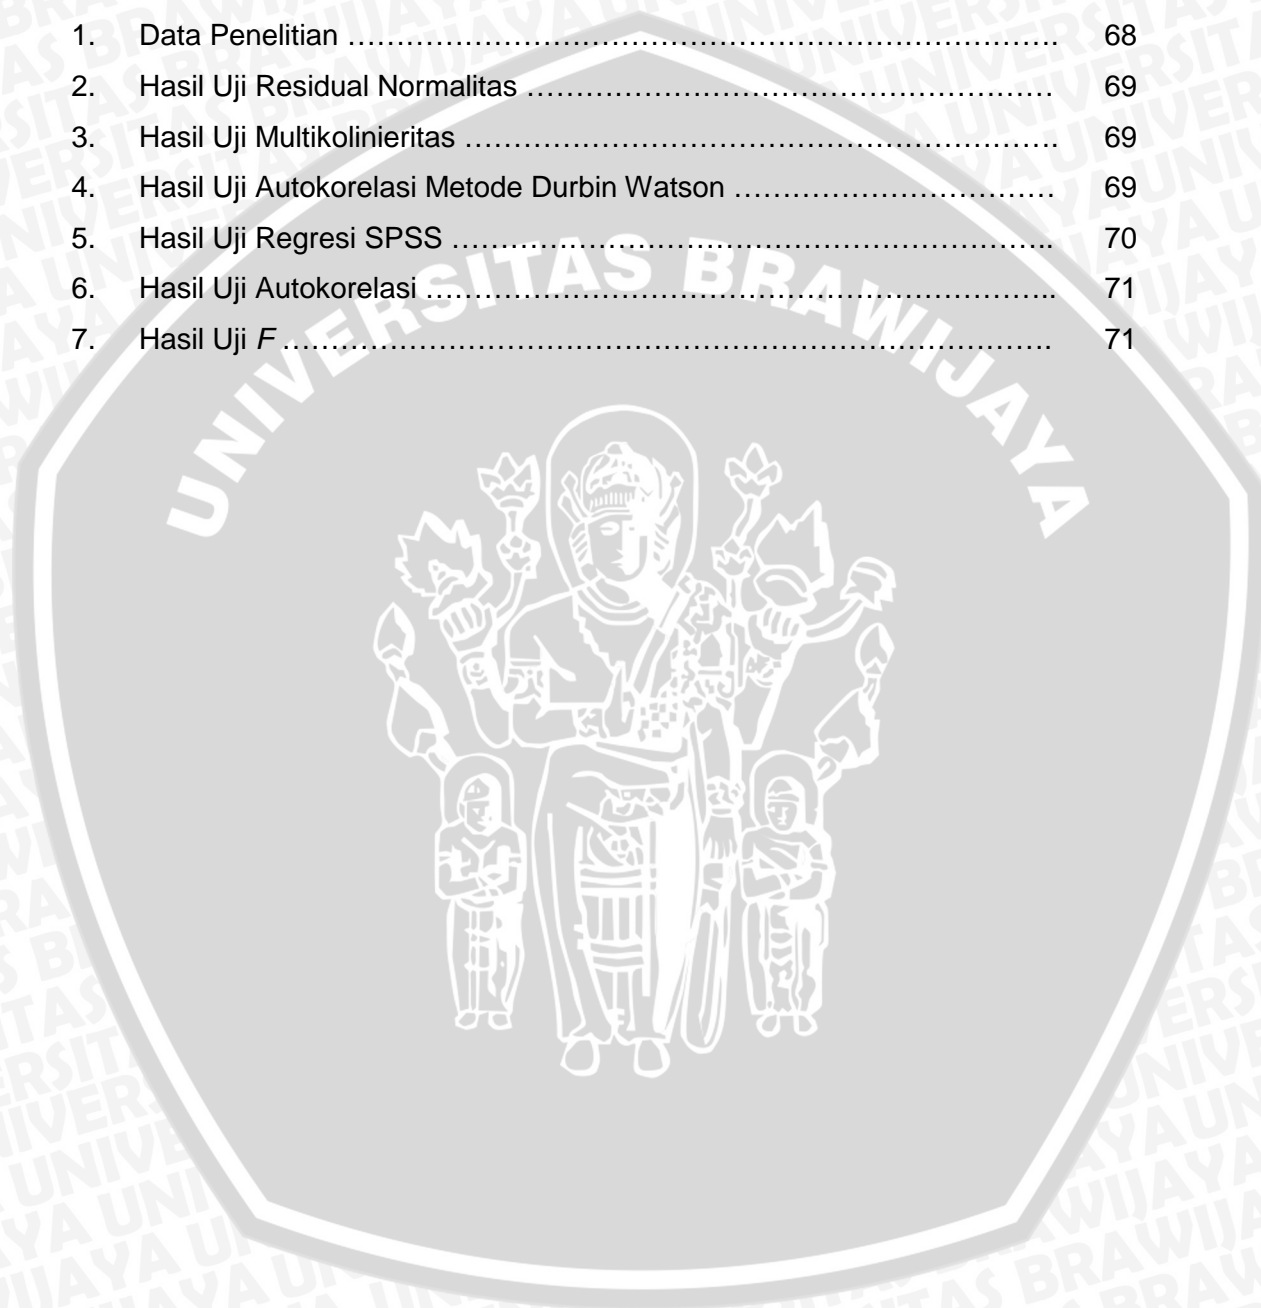 1. Data Penelitian ………………………………………………………………. 68
2. Hasil Uji Residual Normalitas ……………………………………………… 69
3. Hasil Uji Multikolinieritas ……………………………………………………. 69
4. Hasil Uji Autokorelasi Metode Durbin Watson …………………………… 69
5. Hasil Uji Regresi SPSS …………………………………………………….. 70
6. Hasil Uji Autokorelasi ……………………………………………………….. 71
7. Hasil Uji F ……………………………………………………………………. 71
UNIVERSITAS BRAWIJAYA